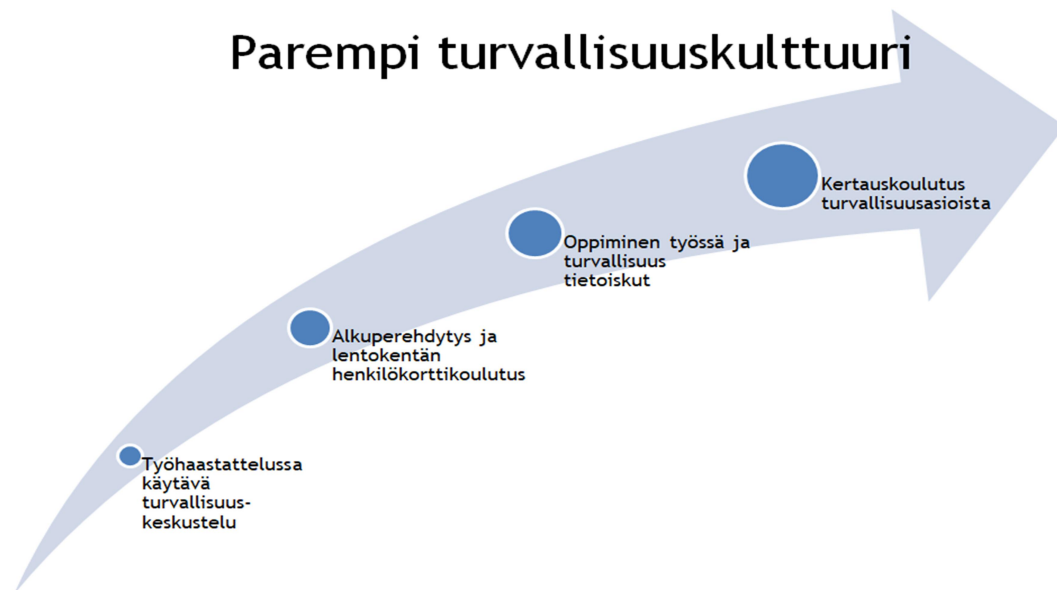 Parempi turvallisuuskulttuuri
Kertauskoulutus
turvallisuusasioista
Oppiminen työssä ja
turvallisuus
tietoiskut
Alkuperehdytys ja
lentokentän
henkilökorttikoulutus
Työhaastattelussa
käytävä
turvallisuus-
keskustelu